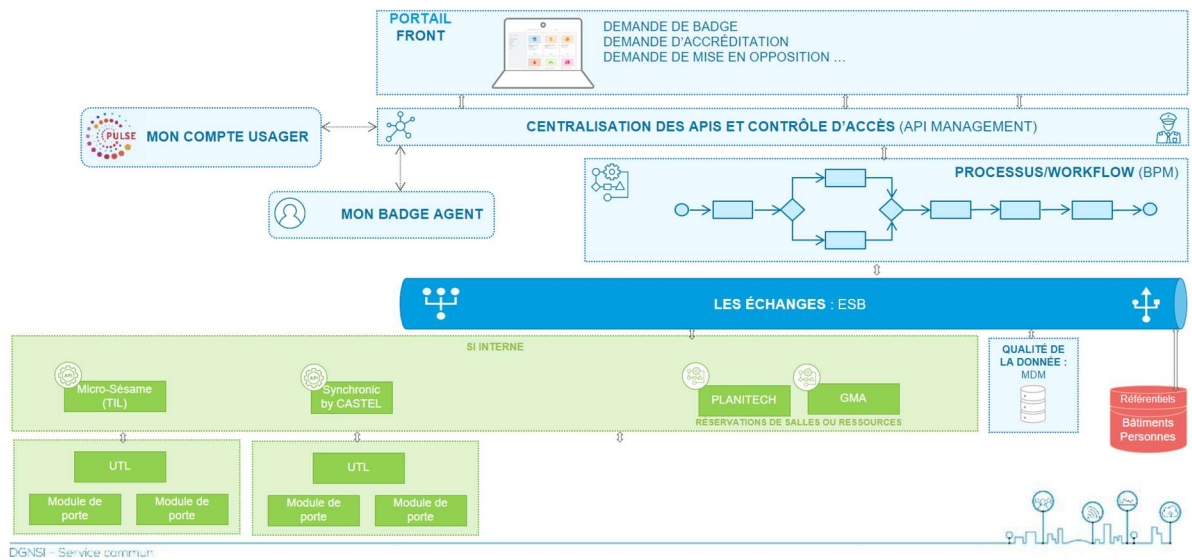 PORTAIL
FRONT
DEMANDE DE BADGE
DEMANDE D'ACCRÉDITATION
DEMANDE DE MISE EN OPPOSITION ...
PULSE
MON COMPTE USAGER
CENTRALISATION DES APIS ET CONTRÔLE D'ACCÈS (API MANAGEMENT)
PROCESSUS/WORKFLOW (BPM)
MON BADGE AGENT
LES ÉCHANGES : ESB
SI INTERNE
API
Micro-Sésame
(TIL)
API
Synchronic
by CASTEL
PLANITECH
GMA
RÉSERVATIONS DE SALLES OU RESSOURCES
QUALITÉ DE
LA DONNÉE :
MDM
Référentiels
Bâtiments
Personnes
UTL
Module de
porte
Module de
porte
UTL
Module de
porte
Module de
porte
DGNSI - Service commun